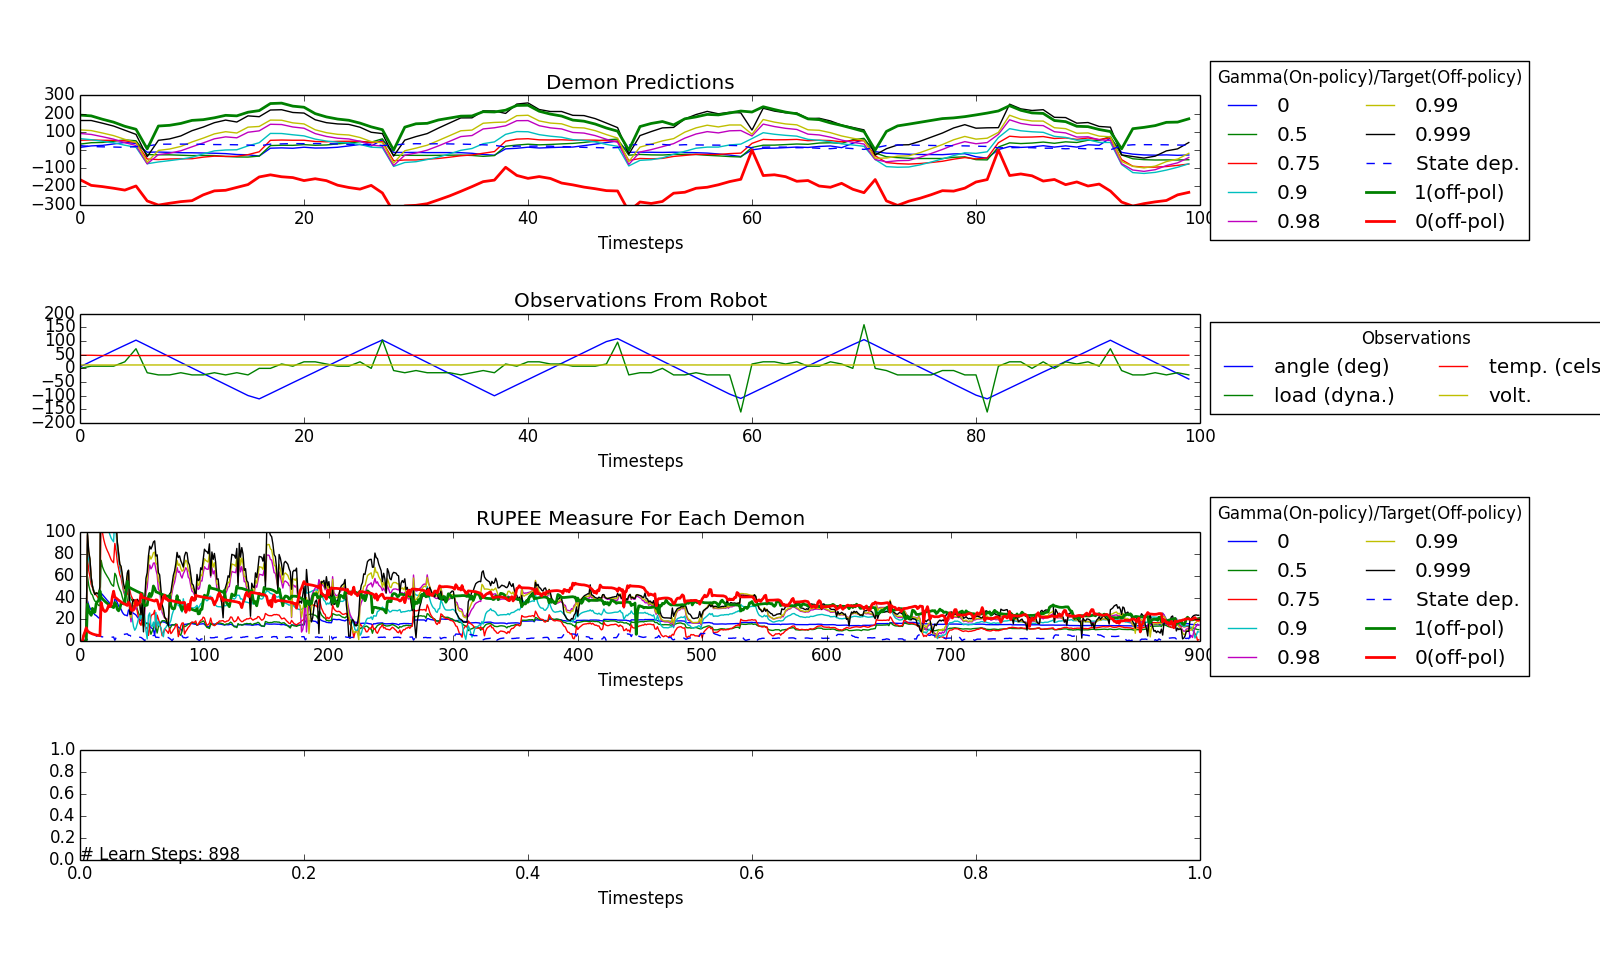 Demon Predictions
300
200
100
0
−100
−200
−300
0 20 40 60 80 100
Timesteps
Gamma(On-policy)/Target(Off-policy)
0 0.99
0.5 0.999
0.75 State dep.
0.9 1(off-pol)
0.98 0(off-pol)
Observations From Robot
200
150
100
50
0
−50
−100
−150
−200
0 20 40 60 80 100
Timesteps
Observations
angle (deg) temp. (cels
load (dyna.) volt.
RUPEE Measure For Each Demon
100
80
60
40
20
0
0 100 200 300 400 500 600 700 800 900
Timesteps
Gamma(On-policy)/Target(Off-policy)
0 0.99
0.5 0.999
0.75 State dep.
0.9 1(off-pol)
0.98 0(off-pol)
1.0
0.8
0.6
0.4
0.2
0.0
# Learn Steps: 898
0.0 0.2 0.4 0.6 0.8 1.0
Timesteps